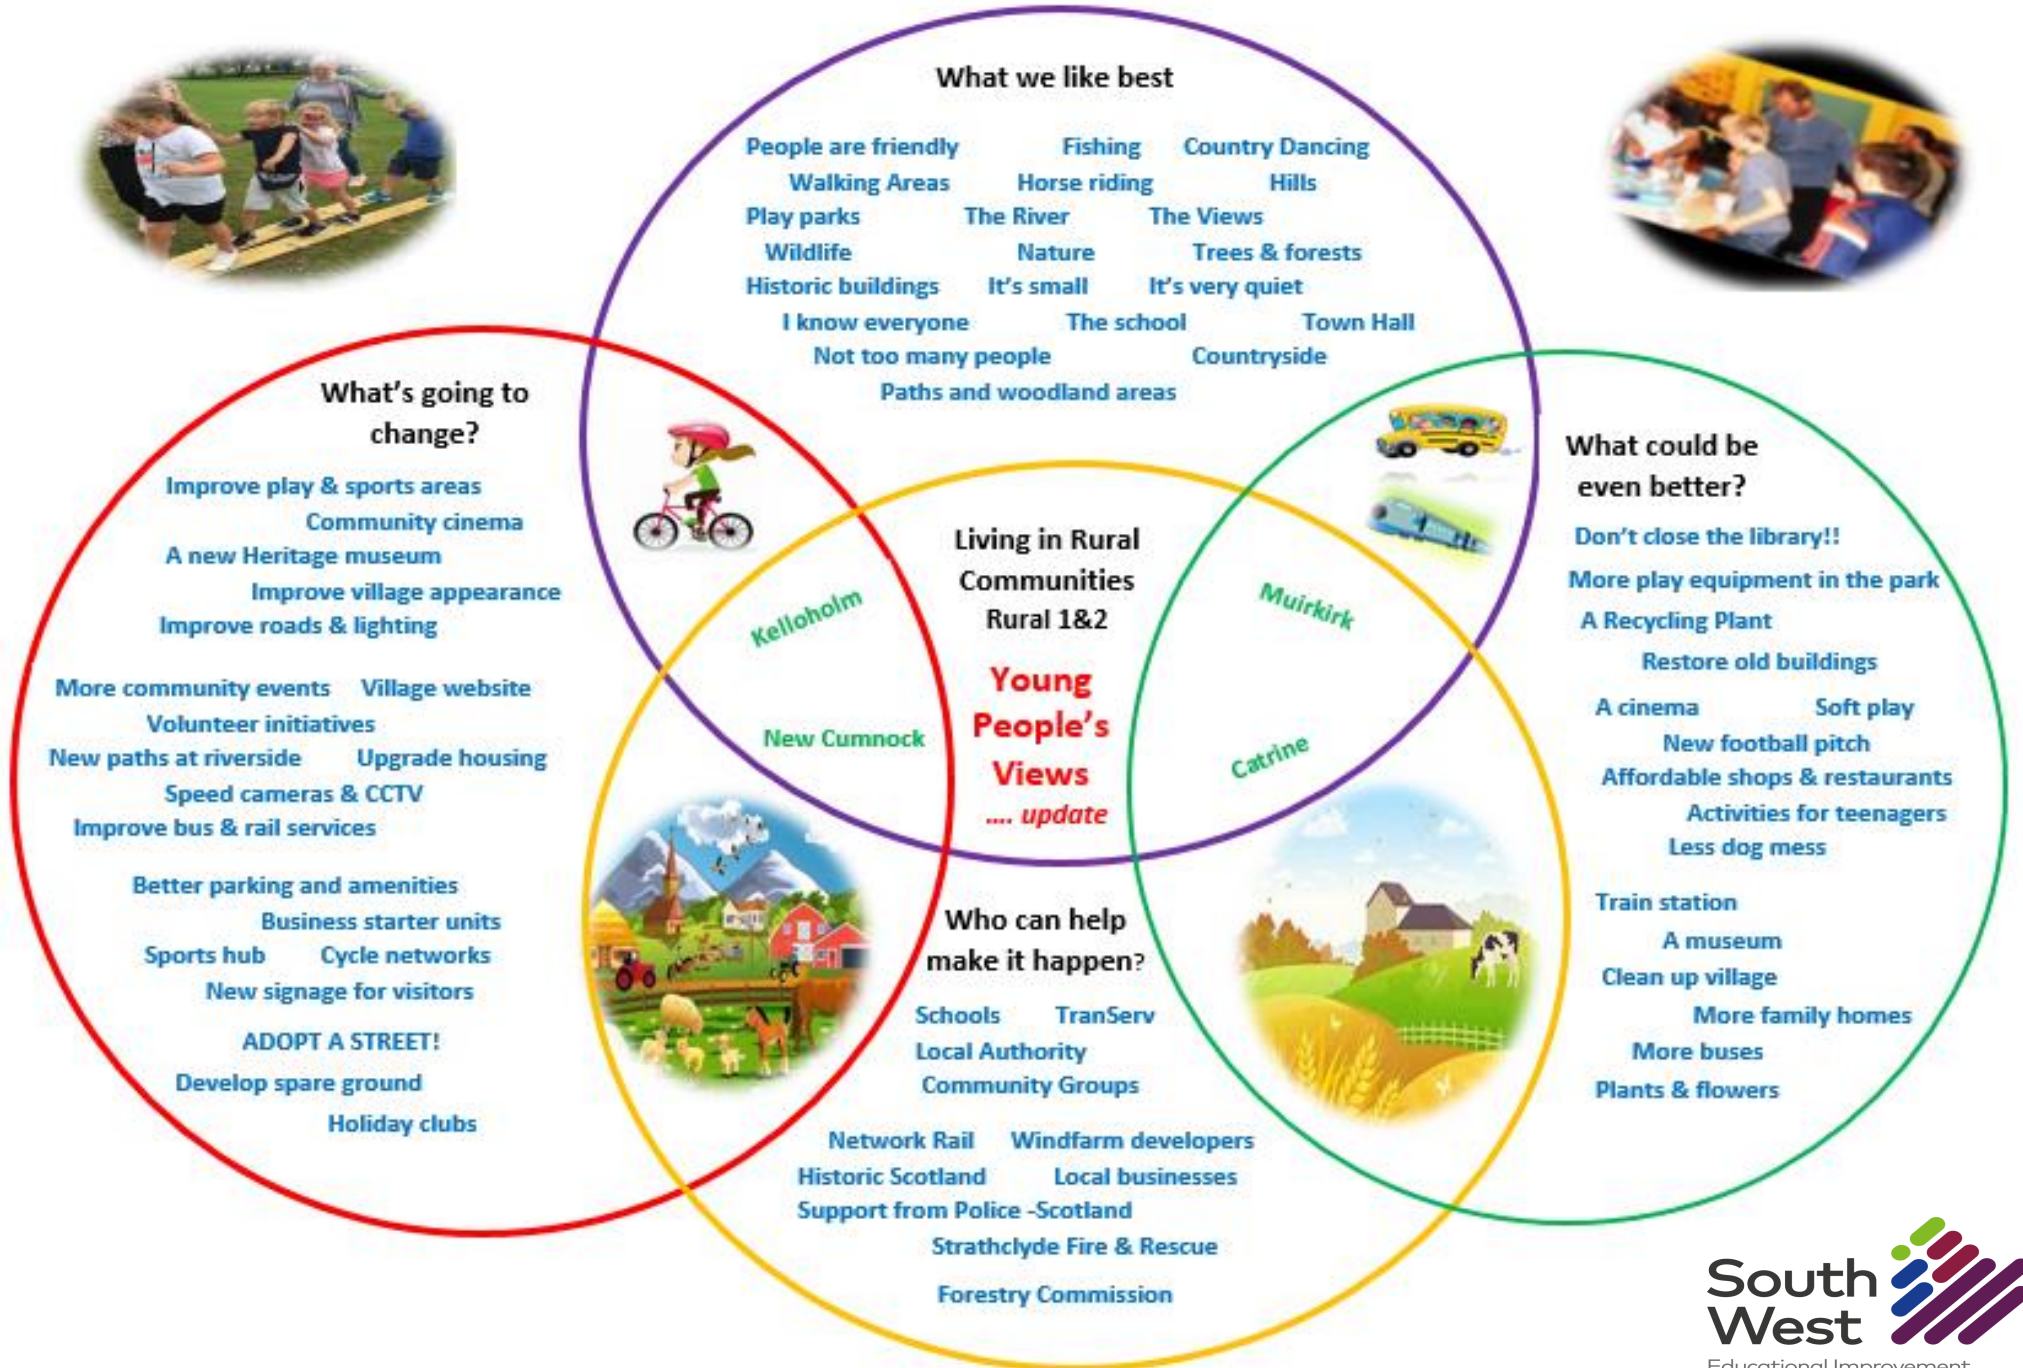 What we like best
People are friendly Fishing Country Dancing
Walking Areas Horse riding Hills
Play parks The River The Views
Wildlife Nature Trees & forests
Historic buildings It's small It's very quiet
I know everyone The school Town Hall
Not too many people Countryside
Paths and woodland areas
What's going to
change?
Improve play & sports areas
Community cinema
A new Heritage museum
Improve village appearance
Improve roads & lighting
More community events Village website
Volunteer initiatives
New paths at riverside Upgrade housing
Speed cameras & CCTV
Improve bus & rail services
Better parking and amenities
Business starter units
Sports hub Cycle networks
New signage for visitors
ADOPT A STREET!
Develop spare ground
Holiday clubs
Living in Rural
Communities
Rural 1&2
Young
People's
Views
.... update
Kelloholm
New Cumnock
Muirkirk
Catrine
What could be
even better?
Don't close the library!!
More play equipment in the park
A Recycling Plant
Restore old buildings
A cinema Soft play
New football pitch
Affordable shops & restaurants
Activities for teenagers
Less dog mess
Train station
A museum
Clean up village
More family homes
More buses
Plants & flowers
Who can help
make it happen?
Schools TranServ
Local Authority
Community Groups
Network Rail Windfarm developers
Historic Scotland Local businesses
Support from Police -Scotland
Strathclyde Fire & Rescue
Forestry Commission
South
West
Educational Improvement